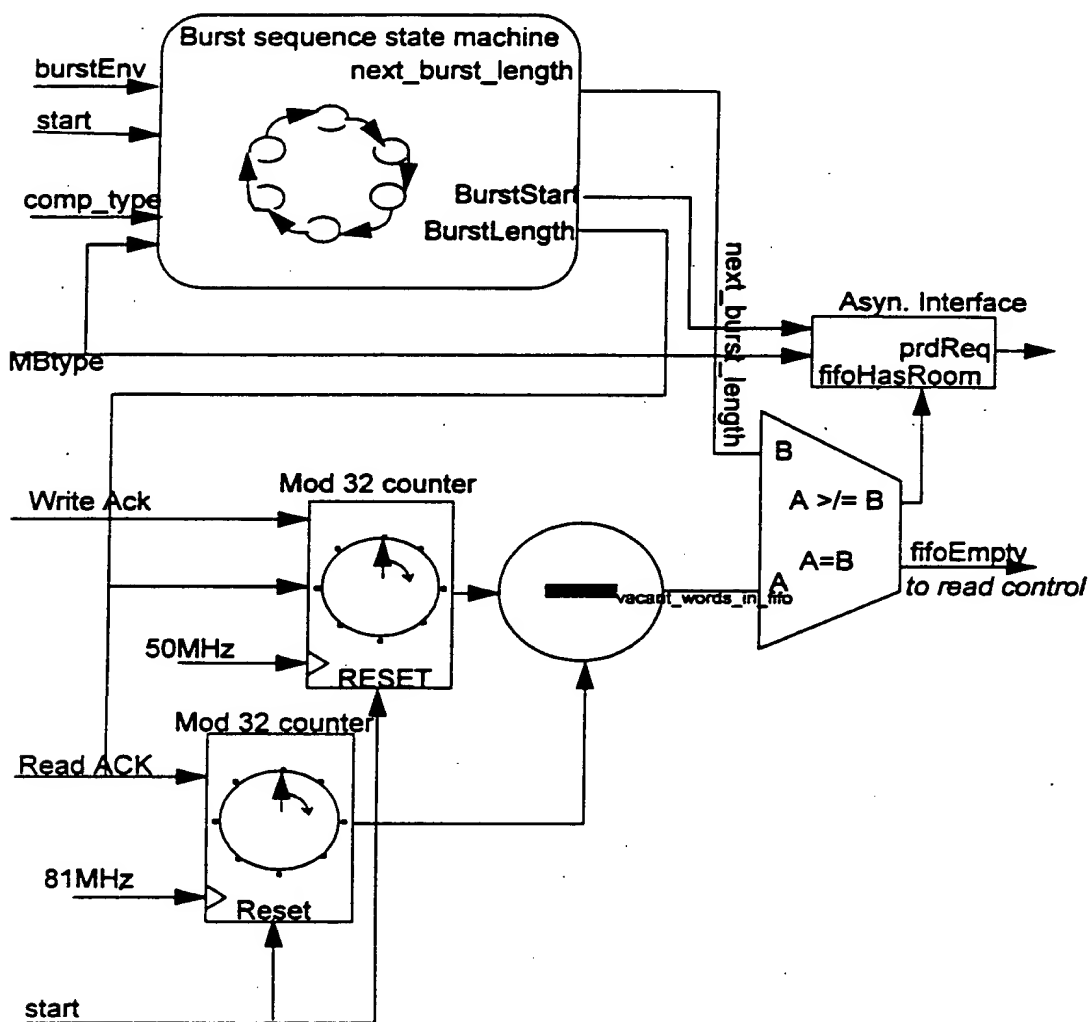 Burst sequence state machine
burstEnv
next_burst_length
start
comp_type
BurstStart
BurstLength
next_burst_length
Asyn. Interface
MBtype
prdReq
fifoHasRoom
B
Mod 32 counter
Write Ack
A >/= B
A=B
fifoEmpty
A
to read control
vacant_words_in_fifo
50MHz
RESET
Mod 32 counter
Read ACK
81MHz
Reset
start